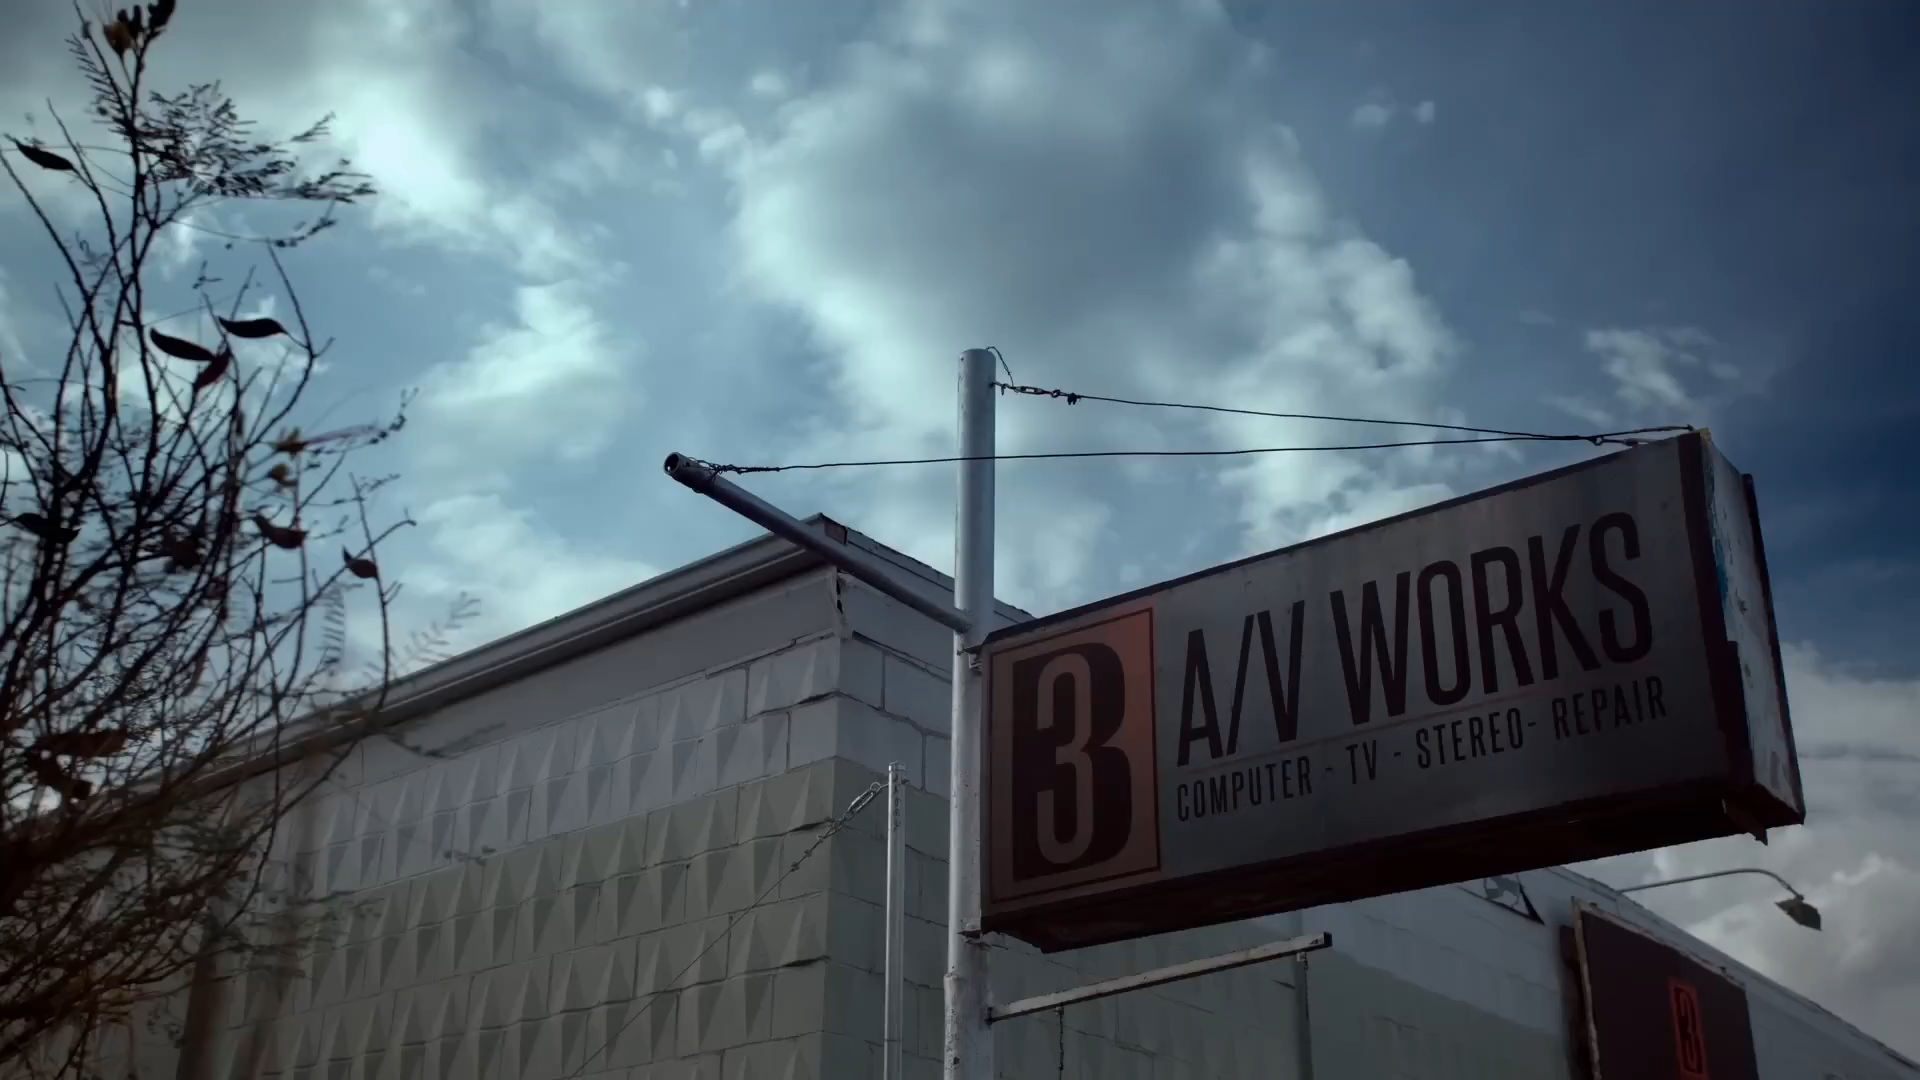 3 A/V WORKS
COMPUTER - TV - STEREO- REPAIR
3